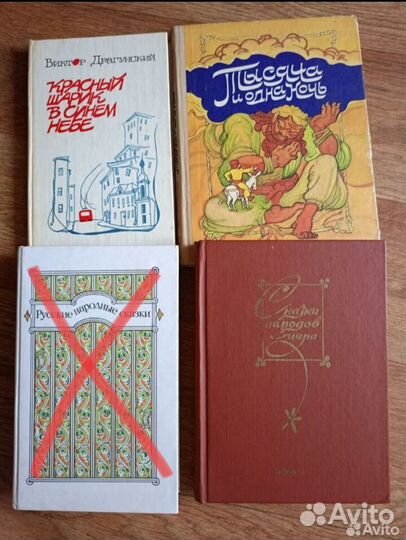 Виктор Драгунский
КРАСНЫЙ
ШАРИК
В СИНЕМ
НЕБЕ
Тысяча
и одна ночь
Русские народные сказки
Сказки
народов
мира
Avito